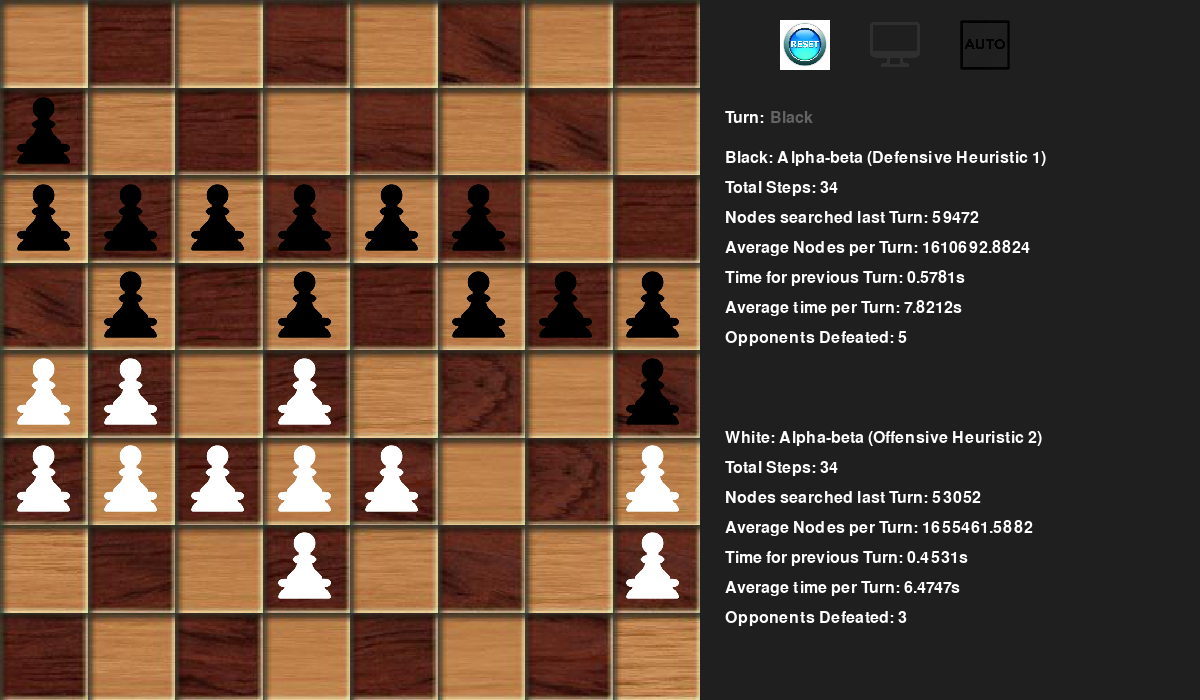 RESET
AUTO
Turn: Black
Black: Alpha-beta (Defensive Heuristic 1)
Total Steps: 34
Nodes searched last Turn: 59472
Average Nodes per Turn: 1610692.8824
Time for previous Turn: 0.5781s
Average time per Turn: 7.8212s
Opponents Defeated: 5
White: Alpha-beta (Offensive Heuristic 2)
Total Steps: 34
Nodes searched last Turn: 53052
Average Nodes per Turn: 1655461.5882
Time for previous Turn: 0.4531s
Average time per Turn: 6.4747s
Opponents Defeated: 3